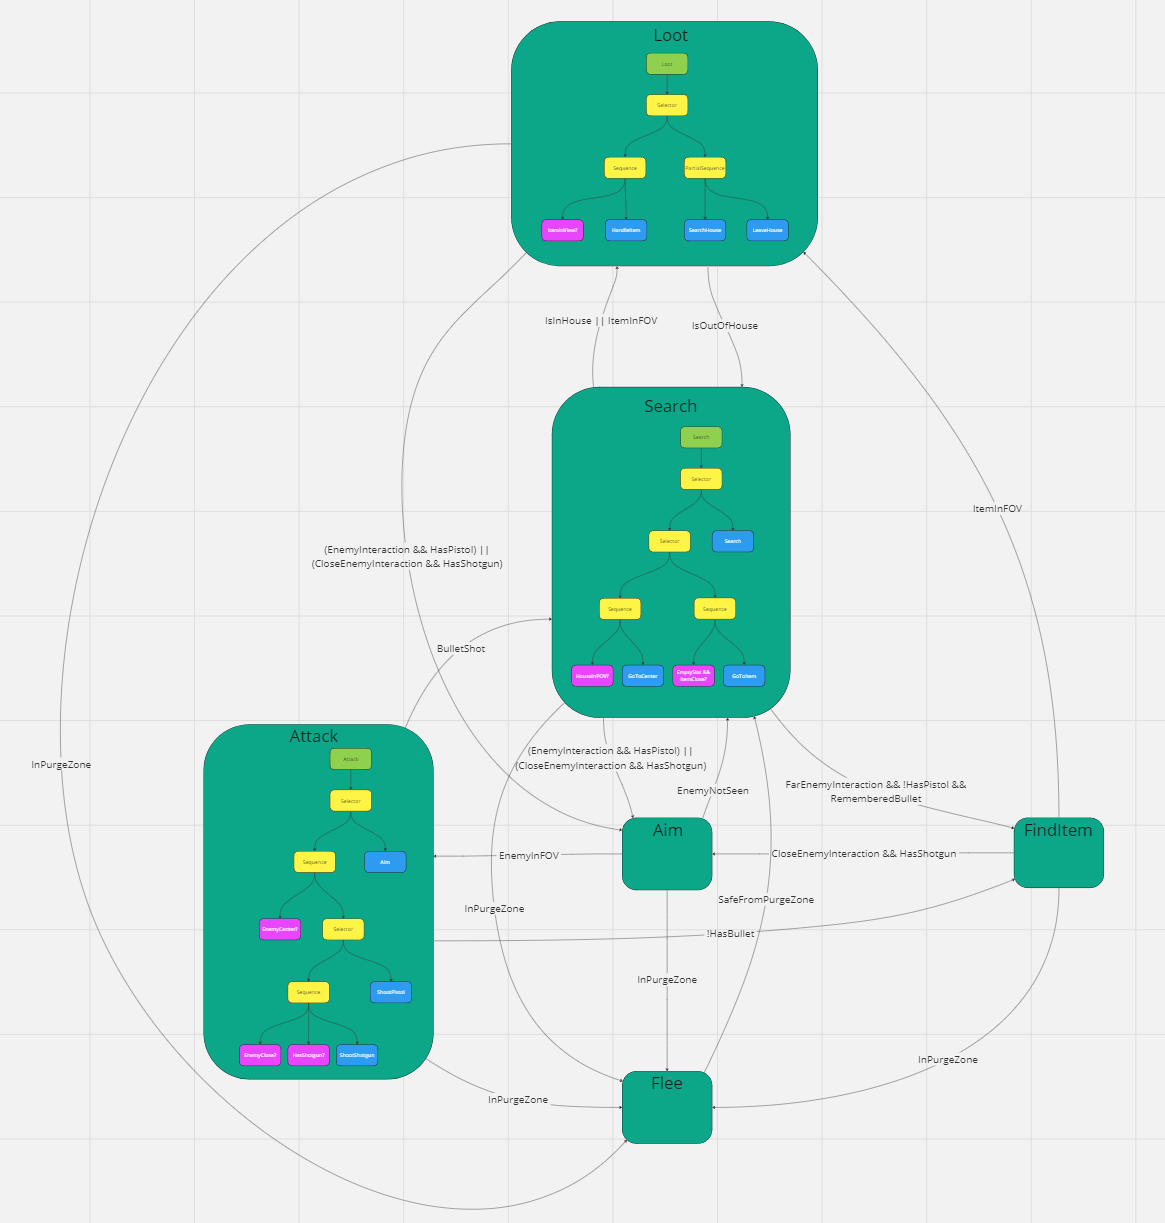 Loot
Loot
Selector
Sequence
PartialSequence
ItemInView?
HandleItem
SearchHouse
LeaveHouse
IsInHouse || ItemInFOV
IsOutOfHouse
Search
Search
Selector
Selector
Search
Sequence
Sequence
HouseInFOV?
GoToCenter
EmptySlot &&
ItemClose?
GoToItem
ItemInFOV
(EnemyInteraction && HasPistol) ||
(CloseEnemyInteraction && HasShotgun)
BulletShot
InPurgeZone
Attack
Attack
Selector
Sequence
Aim
EnemyCenter?
Selector
Sequence
ShootPistol
EnemyClose?
HasShotgun?
ShootShotgun
(EnemyInteraction && HasPistol) ||
(CloseEnemyInteraction && HasShotgun)
EnemyNotSeen
FarEnemyInteraction && !HasPistol &&
RememberedBullet
Aim
FindItem
EnemyInFOV
CloseEnemyInteraction && HasShotgun
InPurgeZone
SafeFromPurgeZone
!HasBullet
InPurgeZone
InPurgeZone
InPurgeZone
Flee